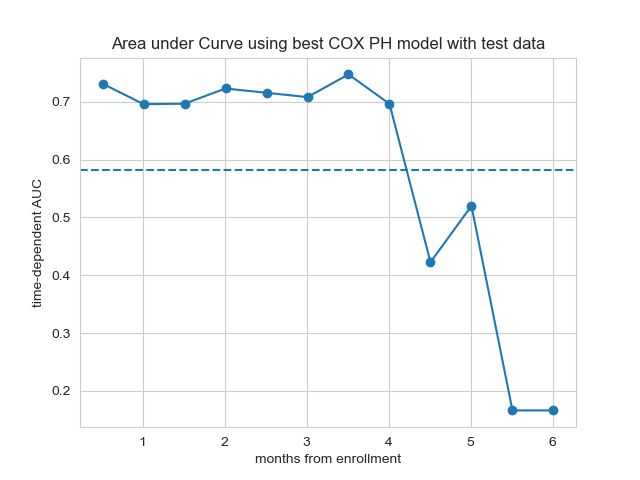 Area under Curve using best COX PH model with test data
time-dependent AUC
0.7
0.6
0.5
0.4
0.3
0.2
1 2 3 4 5 6
months from enrollment